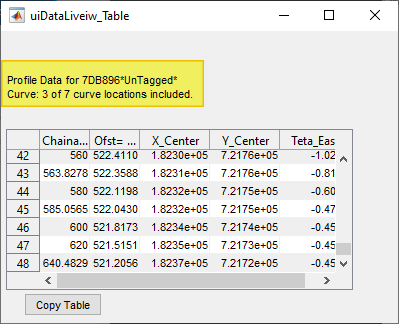 uiDataLiveiw_Table
Profile Data for 7DB896*UnTagged*
Curve: 3 of 7 curve locations included.
Chaina... Ofst= ... X_Center Y_Center Teta_Eas
42 560 522.4110 1.8230e+05 7.2176e+05 -1.02
43 563.8278 522.3588 1.8231e+05 7.2176e+05 -0.81
44 580 522.1198 1.8232e+05 7.2175e+05 -0.60
45 585.0565 522.0430 1.8232e+05 7.2175e+05 -0.47
46 600 521.8173 1.8234e+05 7.2174e+05 -0.45
47 620 521.5151 1.8235e+05 7.2173e+05 -0.45
48 640.4829 521.2056 1.8237e+05 7.2172e+05 -0.45
Copy Table